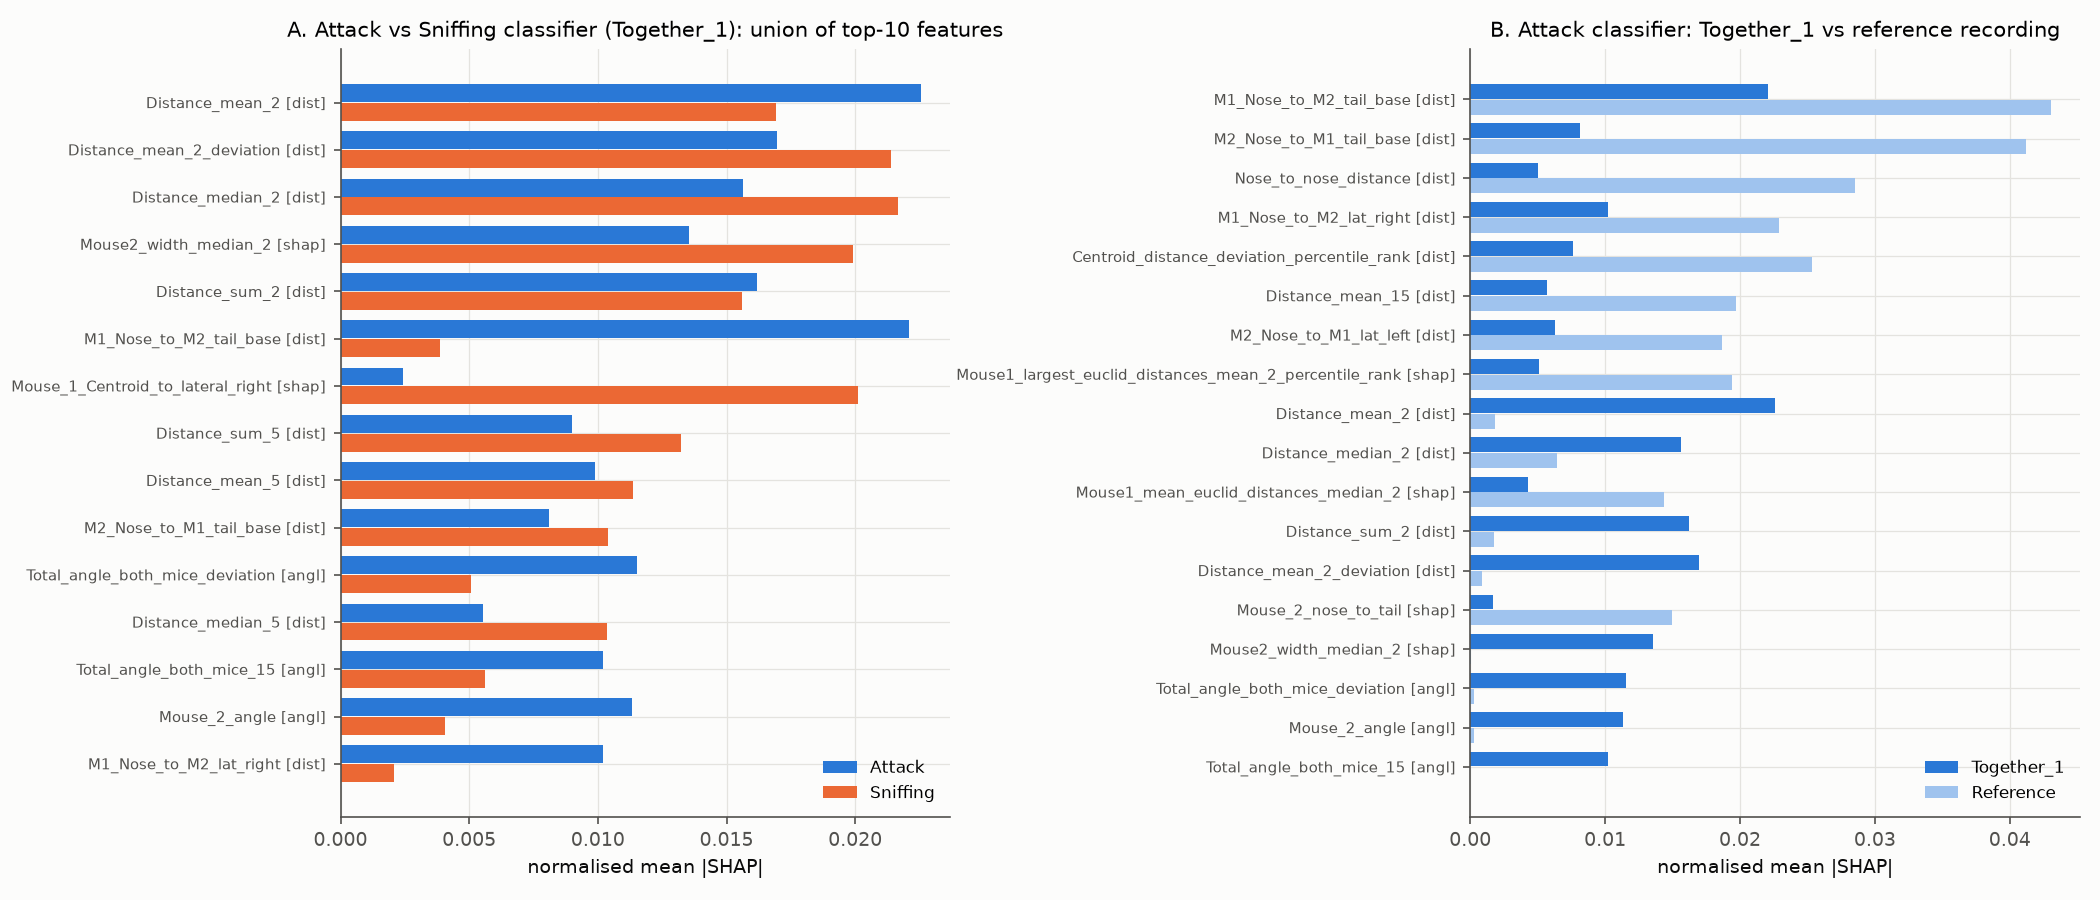 A. Attack vs Sniffing classifier (Together_1): union of top-10 features
Distance_mean_2 [dist]
Distance_mean_2_deviation [dist]
Distance_median_2 [dist]
Mouse2_width_median_2 [shap]
Distance_sum_2 [dist]
M1_Nose_to_M2_tail_base [dist]
Mouse_1_Centroid_to_lateral_right [shap]
Distance_sum_5 [dist]
Distance_mean_5 [dist]
M2_Nose_to_M1_tail_base [dist]
Total_angle_both_mice_deviation [angl]
Distance_median_5 [dist]
Total_angle_both_mice_15 [angl]
Mouse_2_angle [angl]
M1_Nose_to_M2_lat_right [dist]
Attack
Sniffing
0.000 0.005 0.010 0.015 0.020
normalised mean |SHAP|
B. Attack classifier: Together_1 vs reference recording
M1_Nose_to_M2_tail_base [dist]
M2_Nose_to_M1_tail_base [dist]
Nose_to_nose_distance [dist]
M1_Nose_to_M2_lat_right [dist]
Centroid_distance_deviation_percentile_rank [dist]
Distance_mean_15 [dist]
M2_Nose_to_M1_lat_left [dist]
Mouse1_largest_euclid_distances_mean_2_percentile_rank [shap]
Distance_mean_2 [dist]
Distance_median_2 [dist]
Mouse1_mean_euclid_distances_median_2 [shap]
Distance_sum_2 [dist]
Distance_mean_2_deviation [dist]
Mouse_2_nose_to_tail [shap]
Mouse2_width_median_2 [shap]
Total_angle_both_mice_deviation [angl]
Mouse_2_angle [angl]
Total_angle_both_mice_15 [angl]
Together_1
Reference
0.00 0.01 0.02 0.03 0.04
normalised mean |SHAP|